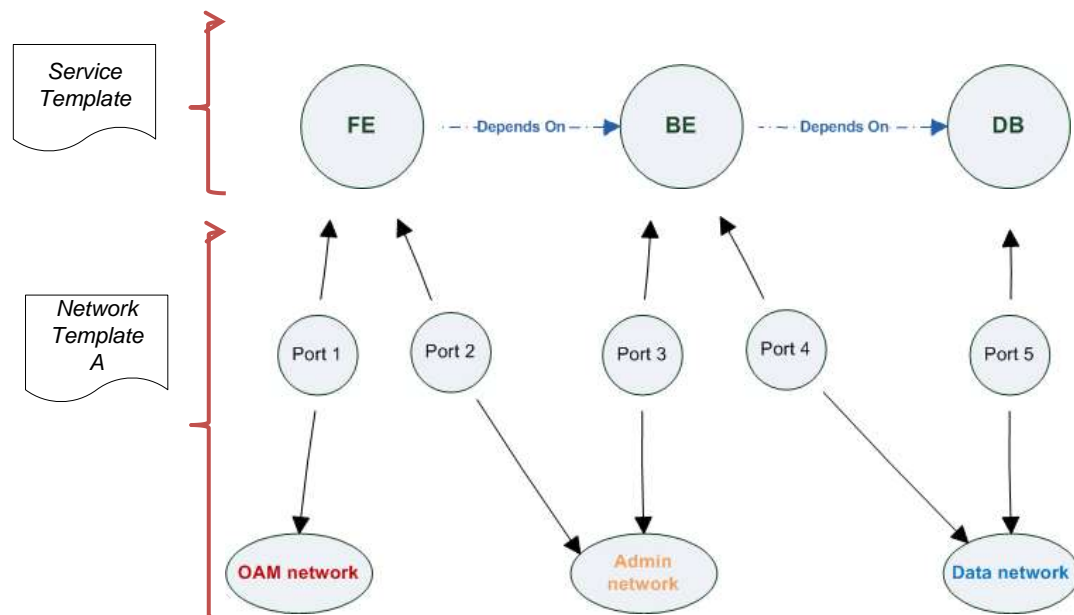 Service
Template
FE
Depends On
BE
Depends On
DB
Network
Template
A
Port 1
Port 2
Port 3
Port 4
Port 5
OAM network
Admin
network
Data network